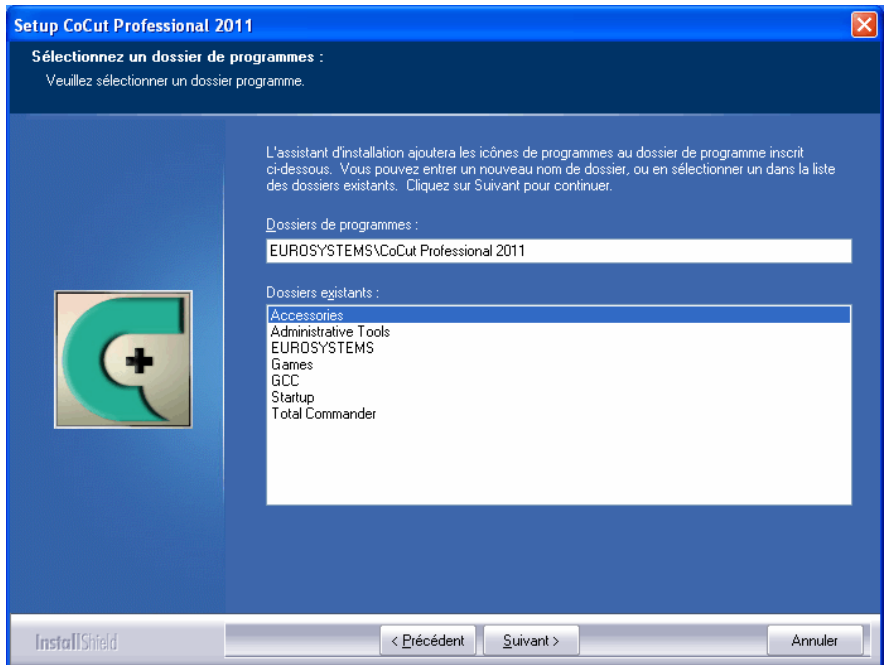 Setup CoCut Professional 2011
Sélectionnez un dossier de programmes :
Veuillez sélectionner un dossier programme.
L'assistant d'installation ajoutera les icônes de programmes au dossier de programme inscrit
ci-dessous. Vous pouvez entrer un nouveau nom de dossier, ou en sélectionner un dans la liste
des dossiers existants. Cliquez sur Suivant pour continuer.
Dossiers de programmes :
EUROSYSTEMS\CoCut Professional 2011
Dossiers existants :
Accessories
Administrative Tools
EUROSYSTEMS
Games
GCC
Startup
Total Commander
InstallShield
< Précédent
Suivant >
Annuler